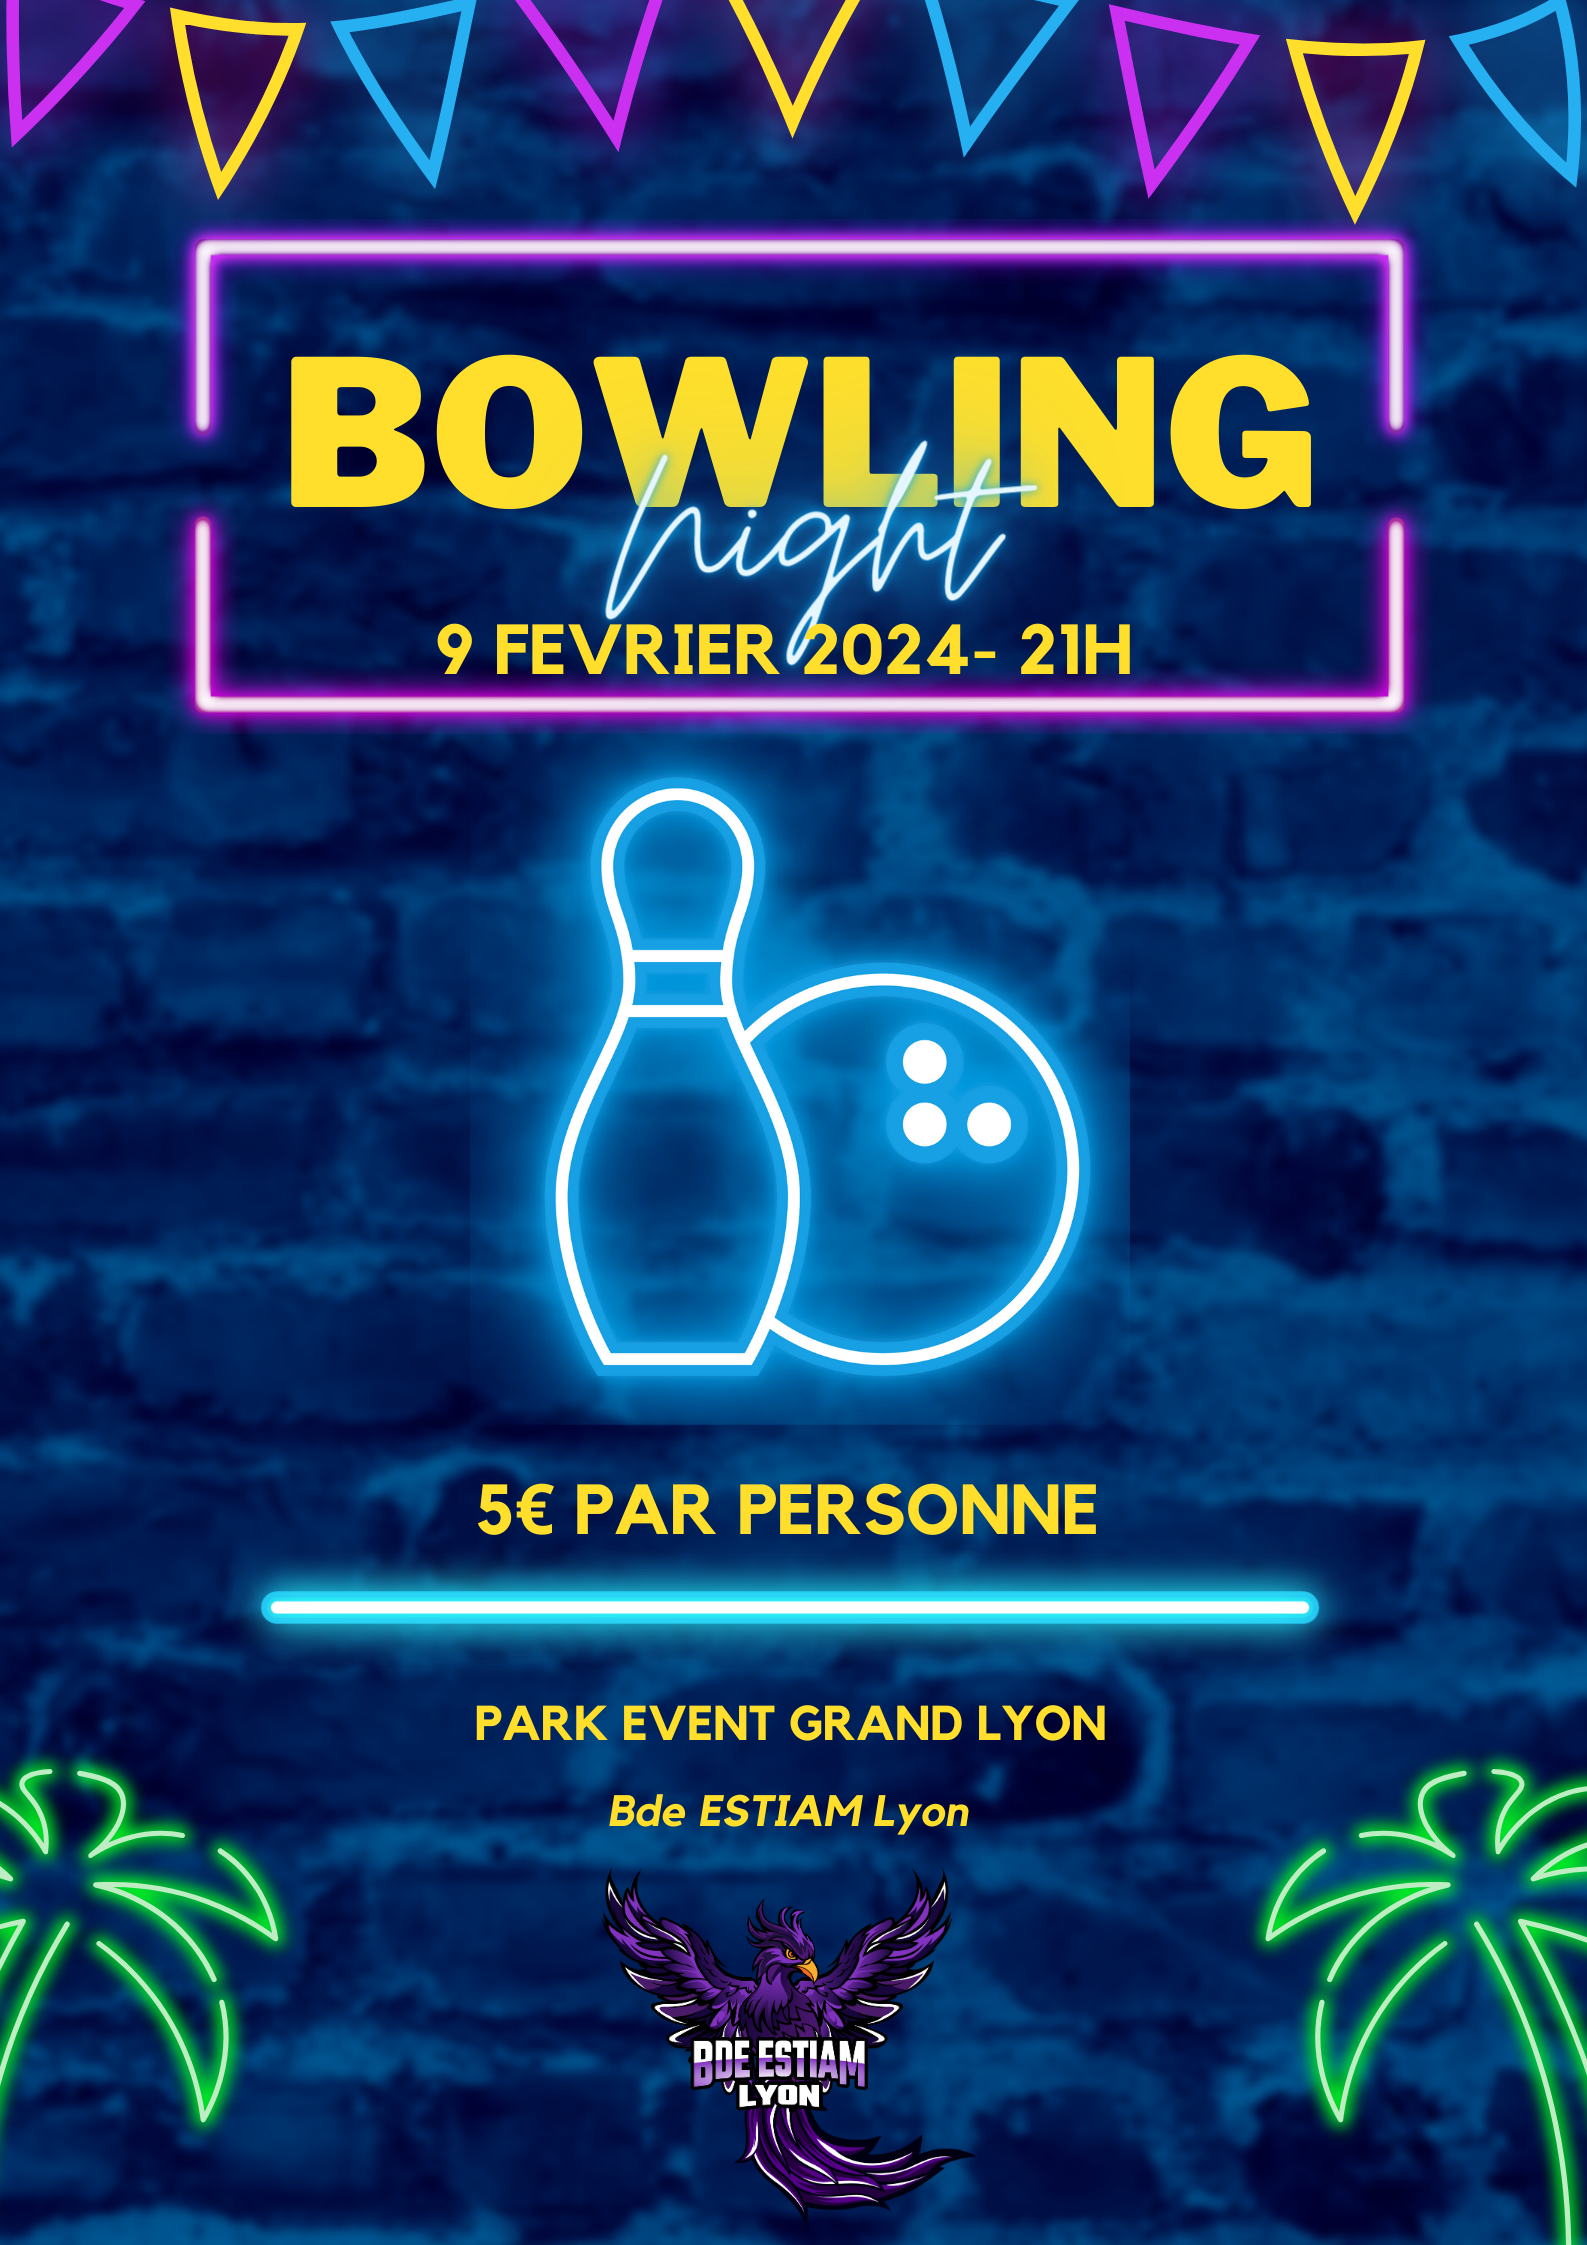 BOWLING
night
9 FEVRIER 2024- 21H
5€ PAR PERSONNE
PARK EVENT GRAND LYON
Bde ESTIAM Lyon
BDE ESTIAM
LYON